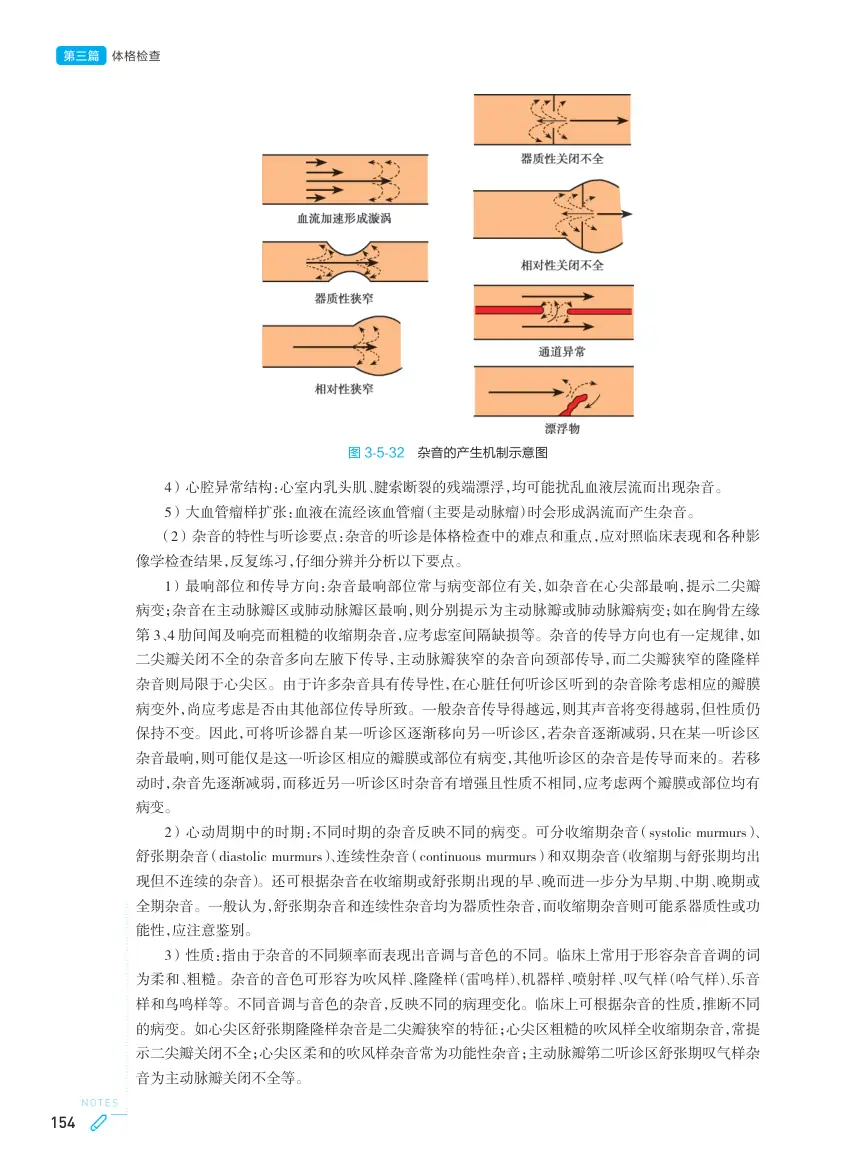 第三篇 体格检查
器质性关闭不全
血流加速形成漩涡
相对性关闭不全
器质性狭窄
通道异常
相对性狭窄
漂浮物
图 3-5-32 杂音的产生机制示意图
4）心腔异常结构：心室内乳头肌、腱索断裂的残端漂浮，均可能扰乱血液层流而出现杂音。
5）大血管瘤样扩张：血液在流经该血管瘤（主要是动脉瘤）时会形成涡流而产生杂音。
（2）杂音的特性与听诊要点：杂音的听诊是体格检查中的难点和重点，应对照临床表现和各种影
像学检查结果，反复练习，仔细分辨并分析以下要点。
1）最响部位和传导方向：杂音最响部位常与病变部位有关，如杂音在心尖部最响，提示二尖瓣
病变；杂音在主动脉瓣区或肺动脉瓣区最响，则分别提示为主动脉瓣或肺动脉瓣病变；如在胸骨左缘
第 3、4 肋间闻及响亮而粗糙的收缩期杂音，应考虑室间隔缺损等。杂音的传导方向也有一定规律，如
二尖瓣关闭不全的杂音多向左腋下传导，主动脉瓣狭窄的杂音向颈部传导，而二尖瓣狭窄的隆隆样
杂音则局限于心尖区。由于许多杂音具有传导性，在心脏任何听诊区听到的杂音除考虑相应的瓣膜
病变外，尚应考虑是否由其他部位传导所致。一般杂音传导得越远，则其声音将变得越弱，但性质仍
保持不变。因此，可将听诊器自某一听诊区逐渐移向另一听诊区，若杂音逐渐减弱，只在某一听诊区
杂音最响，则可能仅是这一听诊区相应的瓣膜或部位有病变，其他听诊区的杂音是传导而来的。若移
动时，杂音先逐渐减弱，而移近另一听诊区时杂音有增强且性质不相同，应考虑两个瓣膜或部位均有
病变。
2）心动周期中的时期：不同时期的杂音反映不同的病变。可分收缩期杂音（systolic murmurs）、
舒张期杂音（diastolic murmurs）、连续性杂音（continuous murmurs）和双期杂音（收缩期与舒张期均出
现但不连续的杂音）。还可根据杂音在收缩期或舒张期出现的早、晚而进一步分为早期、中期、晚期或
全期杂音。一般认为，舒张期杂音和连续性杂音均为器质性杂音，而收缩期杂音则可能系器质性或功
能性，应注意鉴别。
3）性质：指由于杂音的不同频率而表现出音调与音色的不同。临床上常用于形容杂音音调的词
为柔和、粗糙。杂音的音色可形容为吹风样、隆隆样（雷鸣样）、机器样、喷射样、叹气样（哈气样）、乐音
样和鸟鸣样等。不同音调与音色的杂音，反映不同的病理变化。临床上可根据杂音的性质，推断不同
的病变。如心尖区舒张期隆隆样杂音是二尖瓣狭窄的特征；心尖区粗糙的吹风样全收缩期杂音，常提
示二尖瓣关闭不全；心尖区柔和的吹风样杂音常为功能性杂音；主动脉瓣第二听诊区舒张期叹气样杂
音为主动脉瓣关闭不全等。
NOTES
154